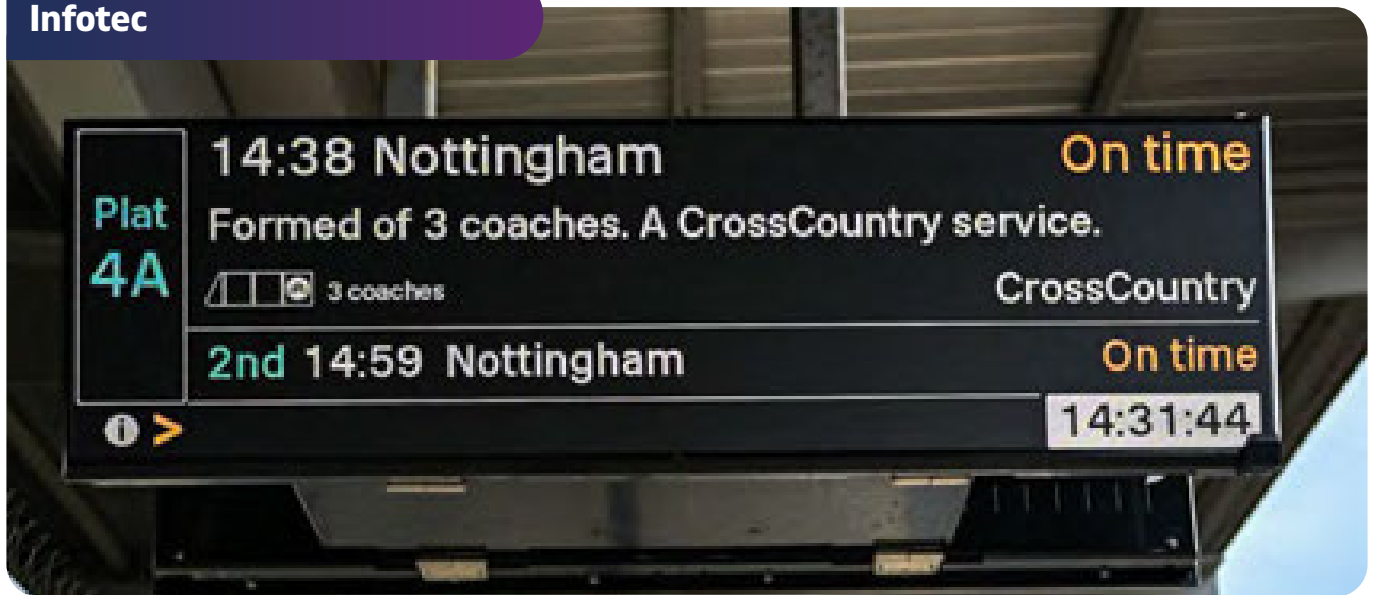 Infotec
14:38 Nottingham On time
Plat 4A
Formed of 3 coaches. A CrossCountry service.
3 coaches CrossCountry
2nd 14:59 Nottingham On time
i > 14:31:44